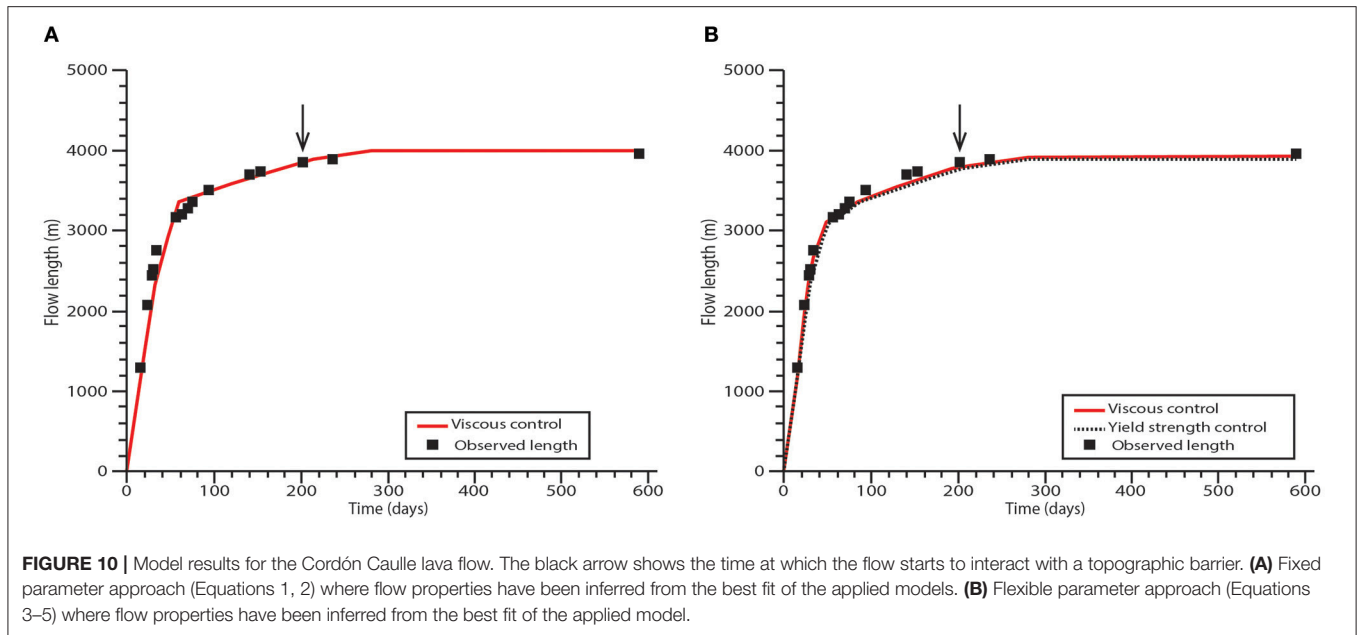 A
5000
4000
3000
2000
1000
0
Flow length (m)
0 100 200 300 400 500 600
Time (days)
Viscous control
Observed length
B
5000
4000
3000
2000
1000
0
Flow length (m)
0 100 200 300 400 500 600
Time (days)
Viscous control
Yield strength control
Observed length
FIGURE 10 | Model results for the Cordón Caulle lava flow. The black arrow shows the time at which the flow starts to interact with a topographic barrier. (A) Fixed
parameter approach (Equations 1, 2) where flow properties have been inferred from the best fit of the applied models. (B) Flexible parameter approach (Equations
3–5) where flow properties have been inferred from the best fit of the applied model.